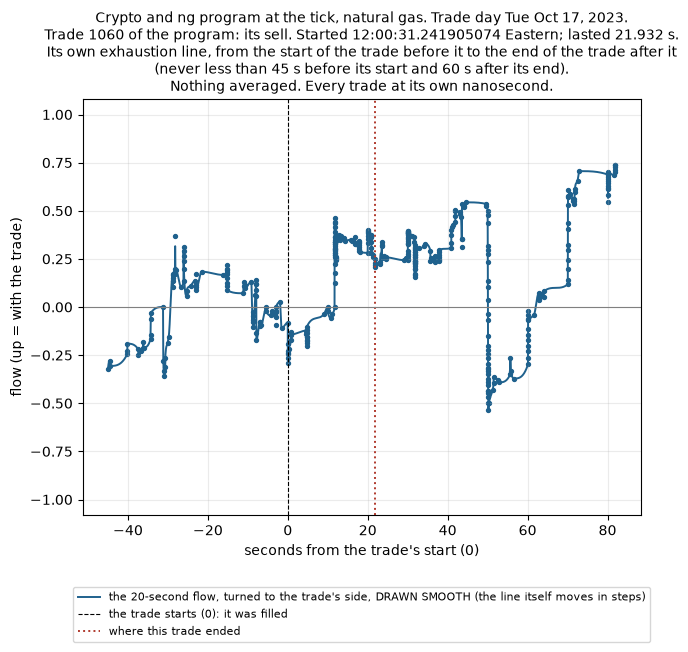 Crypto and ng program at the tick, natural gas. Trade day Tue Oct 17, 2023.
Trade 1060 of the program: its sell. Started 12:00:31.241905074 Eastern; lasted 21.932 s.
Its own exhaustion line, from the start of the trade before it to the end of the trade after it
(never less than 45 s before its start and 60 s after its end).
Nothing averaged. Every trade at its own nanosecond.
1.00
0.75
0.50
0.25
0.00
−0.25
−0.50
−0.75
−1.00
flow (up = with the trade)
−40
−20
0
20
40
60
80
seconds from the trade's start (0)
the 20-second flow, turned to the trade's side, DRAWN SMOOTH (the line itself moves in steps)
the trade starts (0): it was filled
where this trade ended